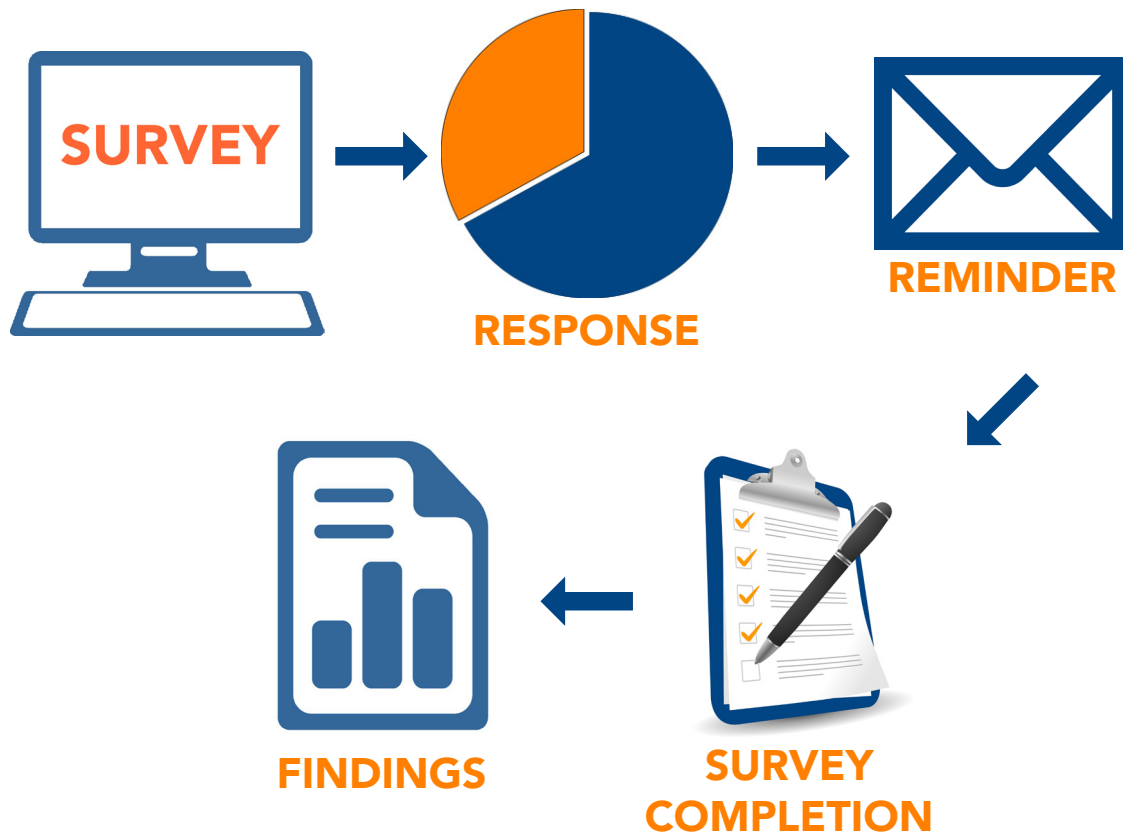 SURVEY
RESPONSE
REMINDER
SURVEY
COMPLETION
FINDINGS